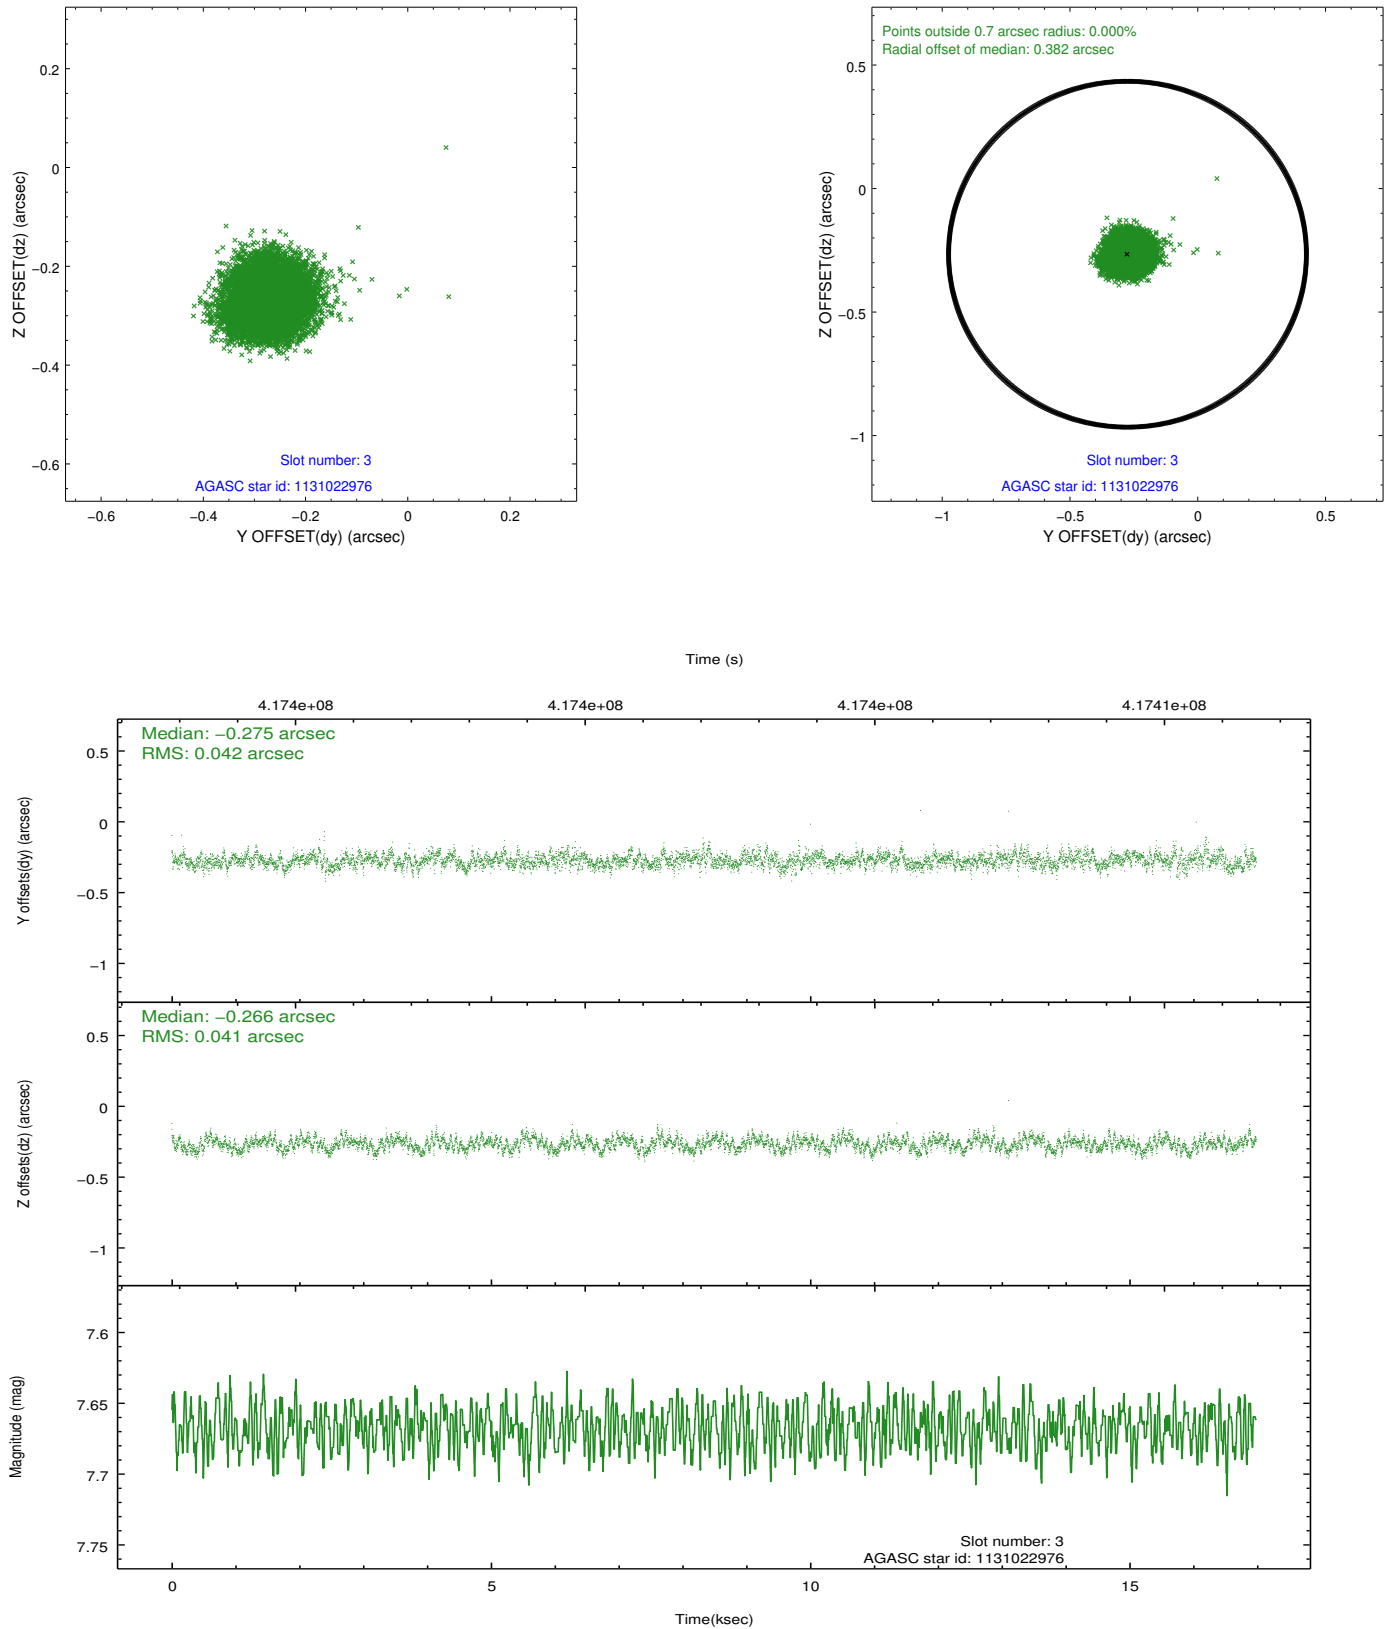 0.2
0
−0.2
−0.4
−0.6
Z OFFSET(dz) (arcsec)
Slot number: 3
AGASC star id: 1131022976
−0.6
−0.4
−0.2
0
0.2
Y OFFSET(dy) (arcsec)
Points outside 0.7 arcsec radius: 0.000%
Radial offset of median: 0.382 arcsec
0.5
0
−0.5
−1
Z OFFSET(dz) (arcsec)
Slot number: 3
AGASC star id: 1131022976
−1
−0.5
0
0.5
Y OFFSET(dy) (arcsec)
Time (s)
4.174e+08
4.174e+08
4.174e+08
4.1741e+08
Median: −0.275 arcsec
RMS: 0.042 arcsec
0.5
0
−0.5
−1
Y offsets(dy) (arcsec)
Median: −0.266 arcsec
RMS: 0.041 arcsec
0.5
0
−0.5
−1
Z offsets(dz) (arcsec)
7.6
7.65
7.7
7.75
Magnitude (mag)
Slot number: 3
AGASC star id: 1131022976
0
5
10
15
Time(ksec)